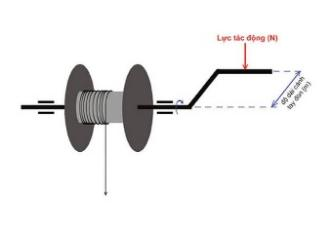 Lực tác động (N)
độ dài cánh
tay đòn (m)